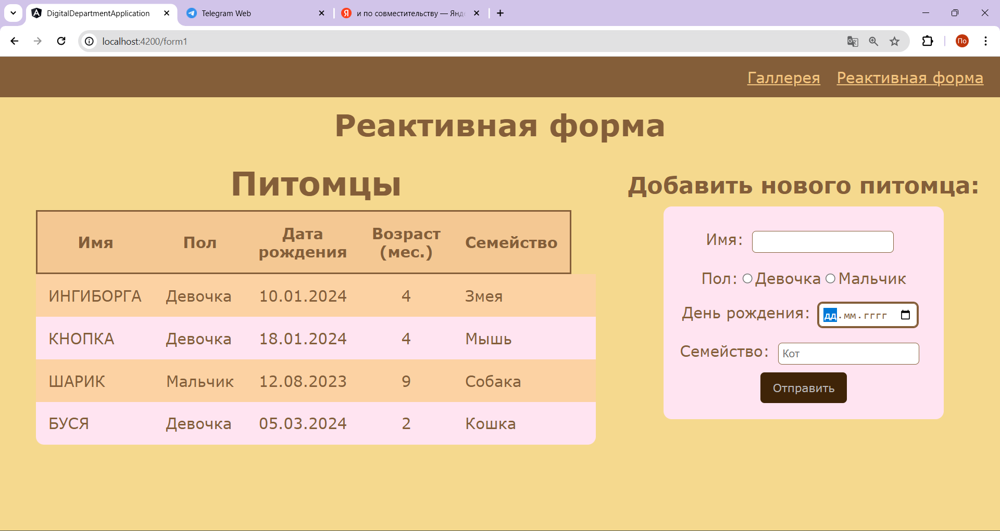 DigitalDepartmentApplication
Telegram Web
и по совместительству — Янде
localhost:4200/form1
По
Галлерея Реактивная форма
Реактивная форма
Питомцы
Имя Пол Дата рождения Возраст (мес.) Семейство
ИНГИБОРГА Девочка 10.01.2024 4 Змея
КНОПКА Девочка 18.01.2024 4 Мышь
ШАРИК Мальчик 12.08.2023 9 Собака
БУСЯ Девочка 05.03.2024 2 Кошка
Добавить нового питомца:
Имя:
Пол: Девочка Мальчик
День рождения: дд.мм.гггг
Семейство: Кот
Отправить